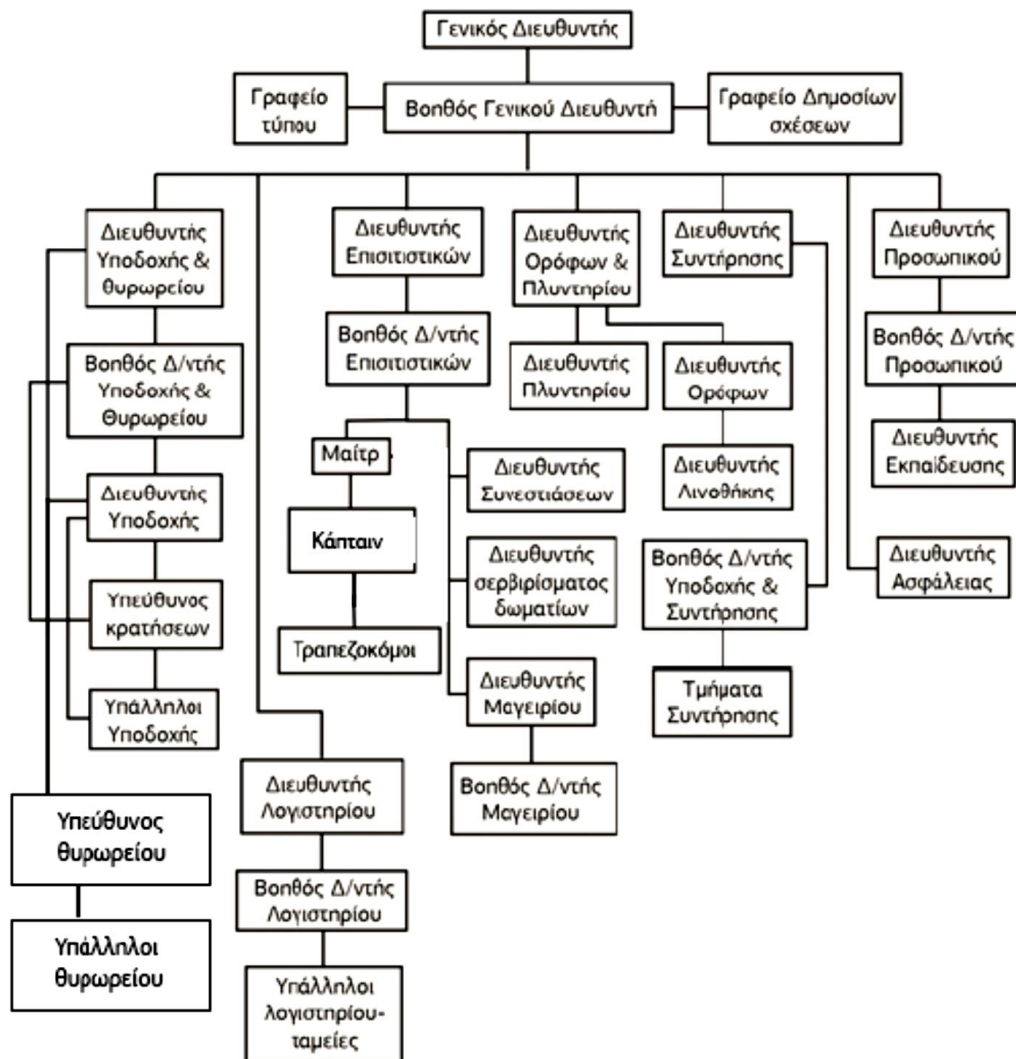 Γενικός Διευθυντής
Γραφείο
τύπου
Βοηθός Γενικού Διευθυντή
Γραφείο Δημοσίων
σχέσεων
Διευθυντής
Υποδοχής &
θυρωρείου
Διευθυντής
Επισιτιστικών
Διευθυντής
Ορόφων &
Πλυντηρίου
Διευθυντής
Συντήρησης
Διευθυντής
Προσωπικού
Βοηθός Δ/ντής
Υποδοχής &
Θυρωρείου
Βοηθός Δ/ντής
Επισιτιστικών
Διευθυντής
Πλυντηρίου
Διευθυντής
Ορόφων
Βοηθός Δ/ντής
Προσωπικού
Μαίτρ
Διευθυντής
Συνεστιάσεων
Διευθυντής
Λινοθήκης
Διευθυντής
Εκπαίδευσης
Διευθυντής
Υποδοχής
Κάπταιν
Διευθυντής
σερβιρίσματος
δωματίων
Βοηθός Δ/ντής
Υποδοχής &
Συντήρησης
Διευθυντής
Ασφάλειας
Υπεύθυνος
κρατήσεων
Τραπεζοκόμοι
Υπάλληλοι
Υποδοχής
Διευθυντής
Μαγειρίου
Τμήματα
Συντήρησης
Διευθυντής
Λογιστηρίου
Βοηθός Δ/ντής
Μαγειρίου
Υπεύθυνος
θυρωρείου
Βοηθός Δ/ντής
Λογιστηρίου
Υπάλληλοι
θυρωρείου
Υπάλληλοι
λογιστηρίου-
ταμείες